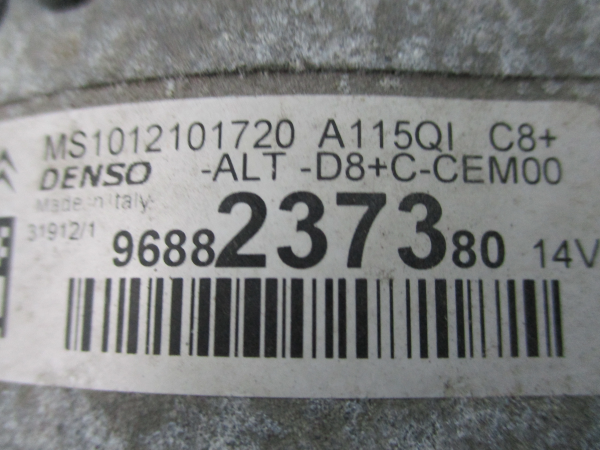 MS1012101720 A115QI C8+
DENSO -ALT -D8+C-CEM00
Made in Italy
31912/1
9688237380 14V